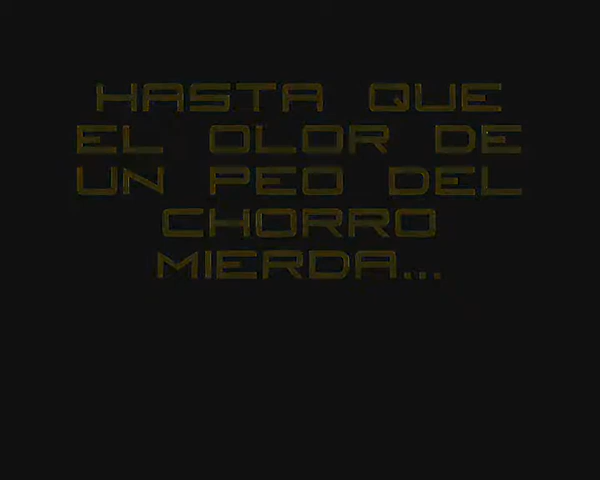 HASTA QUE
EL OLOR DE
UN PEO DEL
CHORRO
MIERDA...